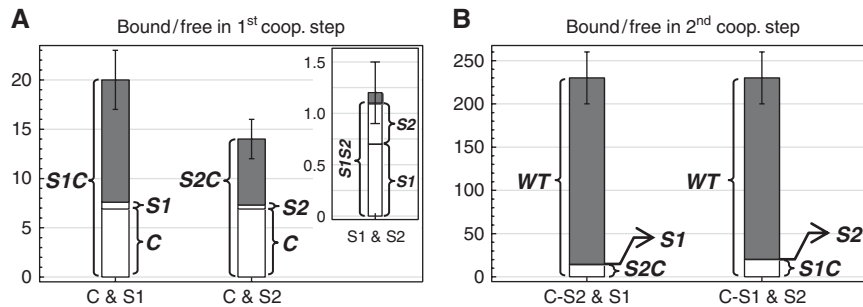 A
Bound/free in 1st coop. step
20
15
10
5
0
S1C
S1
C
S2C
S2
C
C & S1
C & S2
1.5
1.0
0.5
0
S1S2
S2
S1
S1 & S2
B
Bound/free in 2nd coop. step
250
200
150
100
50
0
WT
S1
S2C
WT
S2
S1C
C-S2 & S1
C-S1 & S2